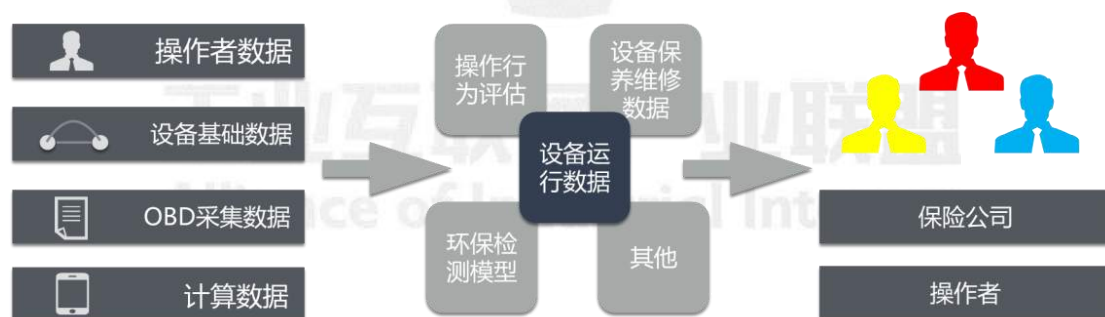 操作者数据
设备基础数据
OBD采集数据
计算数据
操作行
为评估
设备保
养维修
数据
设备运
行数据
环保检
测模型
其他
保险公司
操作者